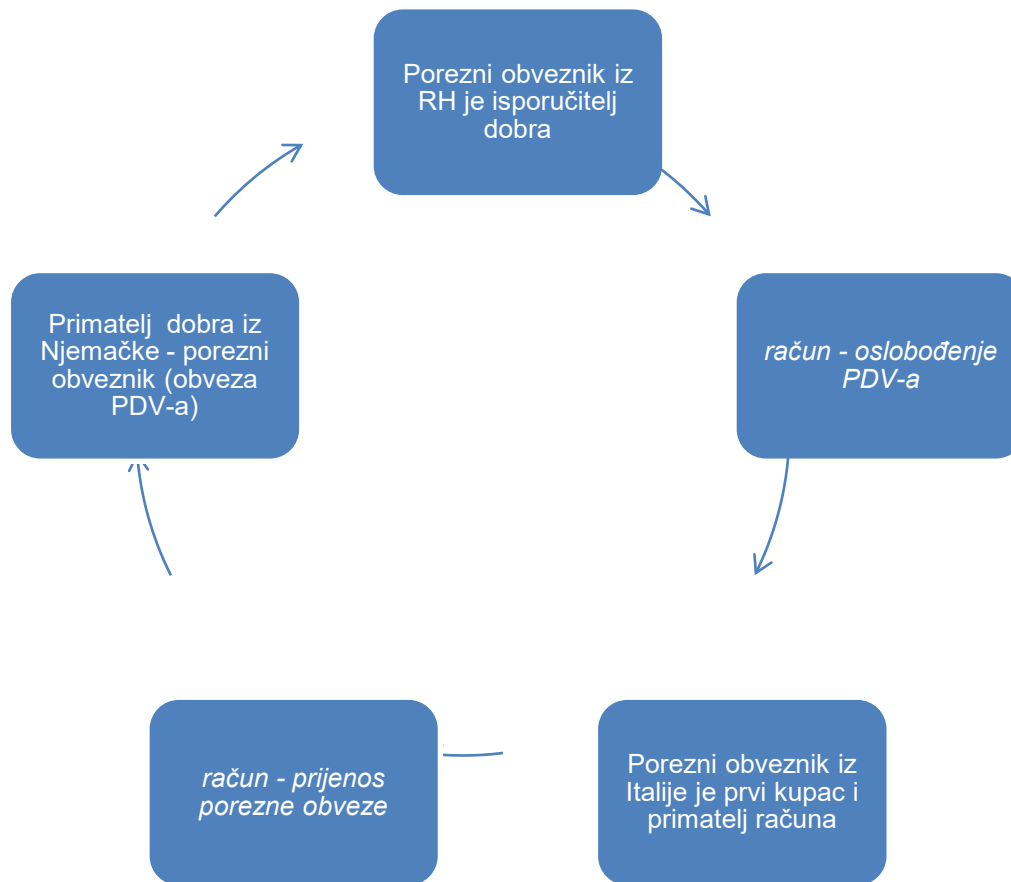 Porezni obveznik iz
RH je isporučitelj
dobra
račun - oslobođenje
PDV-a
Porezni obveznik iz
Italije je prvi kupac i
primatelj računa
račun - prijenos
porezne obveze
Primatelj dobra iz
Njemačke - porezni
obveznik (obveza
PDV-a)